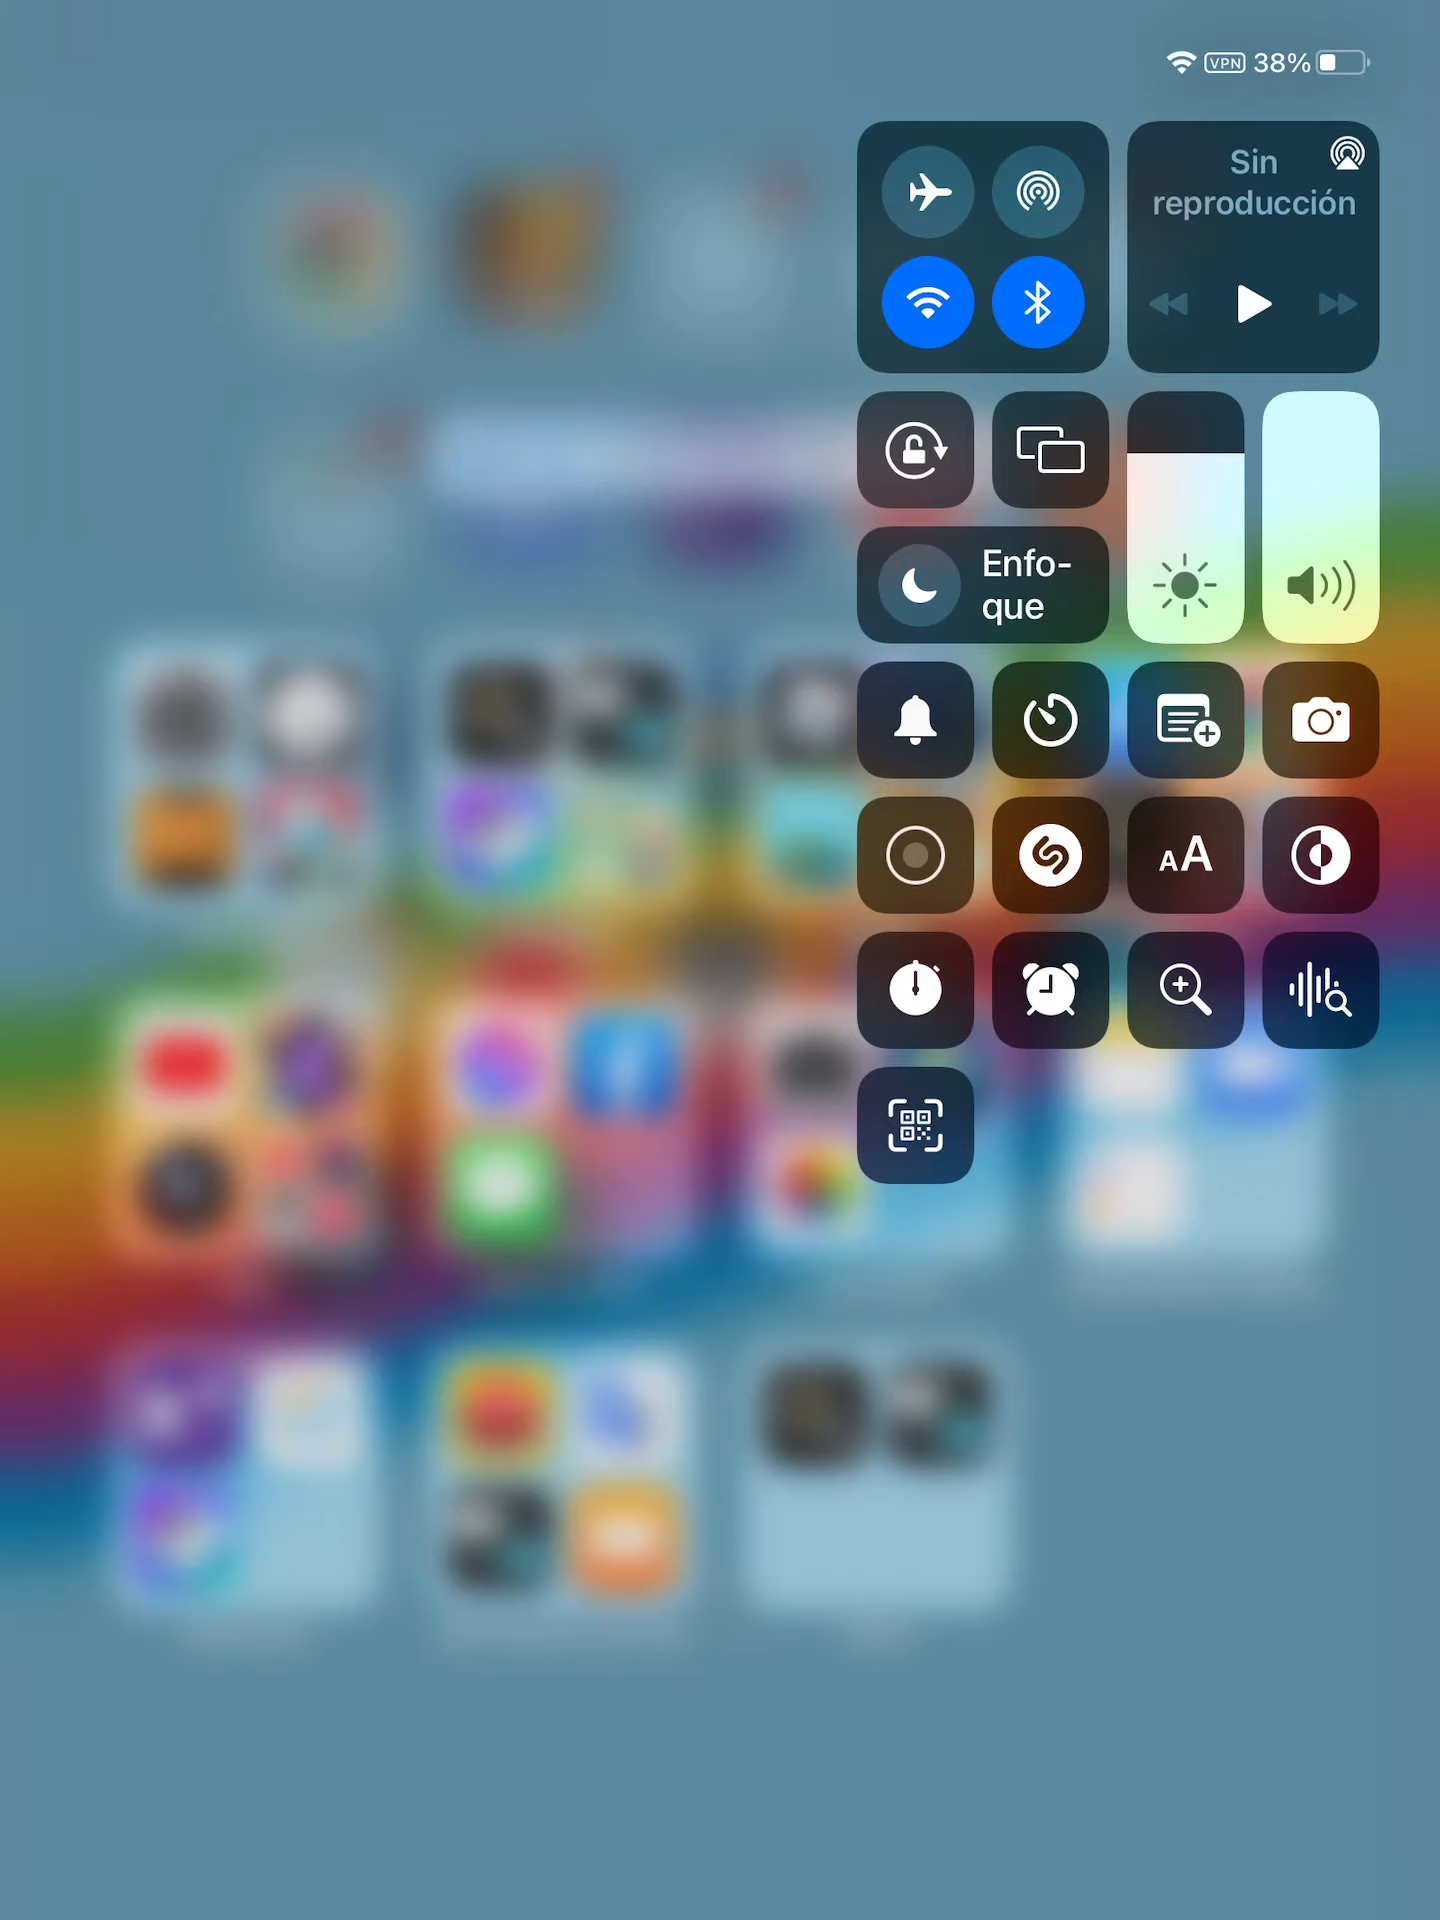 VPN 38%
Sin
reproducción
Enfo-
que
AA